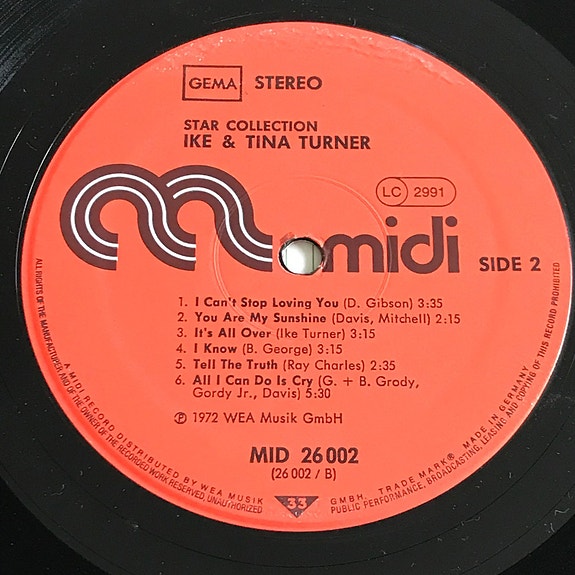 GEMA STEREO
STAR COLLECTION
IKE & TINA TURNER
LC 2991
midi
SIDE 2
1. I Can't Stop Loving You (D. Gibson) 3:35
2. You Are My Sunshine (Davis, Mitchell) 2:15
3. It's All Over (Ike Turner) 3:15
4. I Know (B. George) 3:15
5. Tell The Truth (Ray Charles) 2:35
6. All I Can Do Is Cry (G. + B. Grody,
Gordy Jr., Davis) 5:30
℗ 1972 WEA Musik GmbH
MID 26 002
(26 002 / B)
33
ALL RIGHTS OF THE MANUFACTURER AND OF THE OWNER OF THE RECORDED WORK RESERVED, UNAUTHORIZED PUBLIC PERFORMANCE, BROADCASTING, LEASING AND COPYING OF THIS RECORD PROHIBITED
A MIDI RECORD DISTRIBUTED BY WEA MUSIK GMBH, TRADE MARK® MADE IN GERMANY